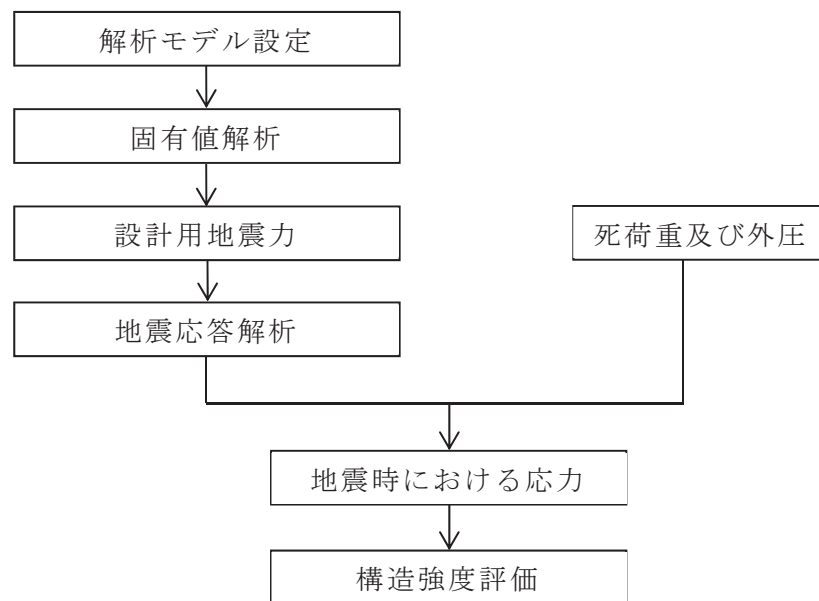 解析モデル設定
固有値解析
設計用地震力
死荷重及び外圧
地震応答解析
地震時における応力
構造強度評価